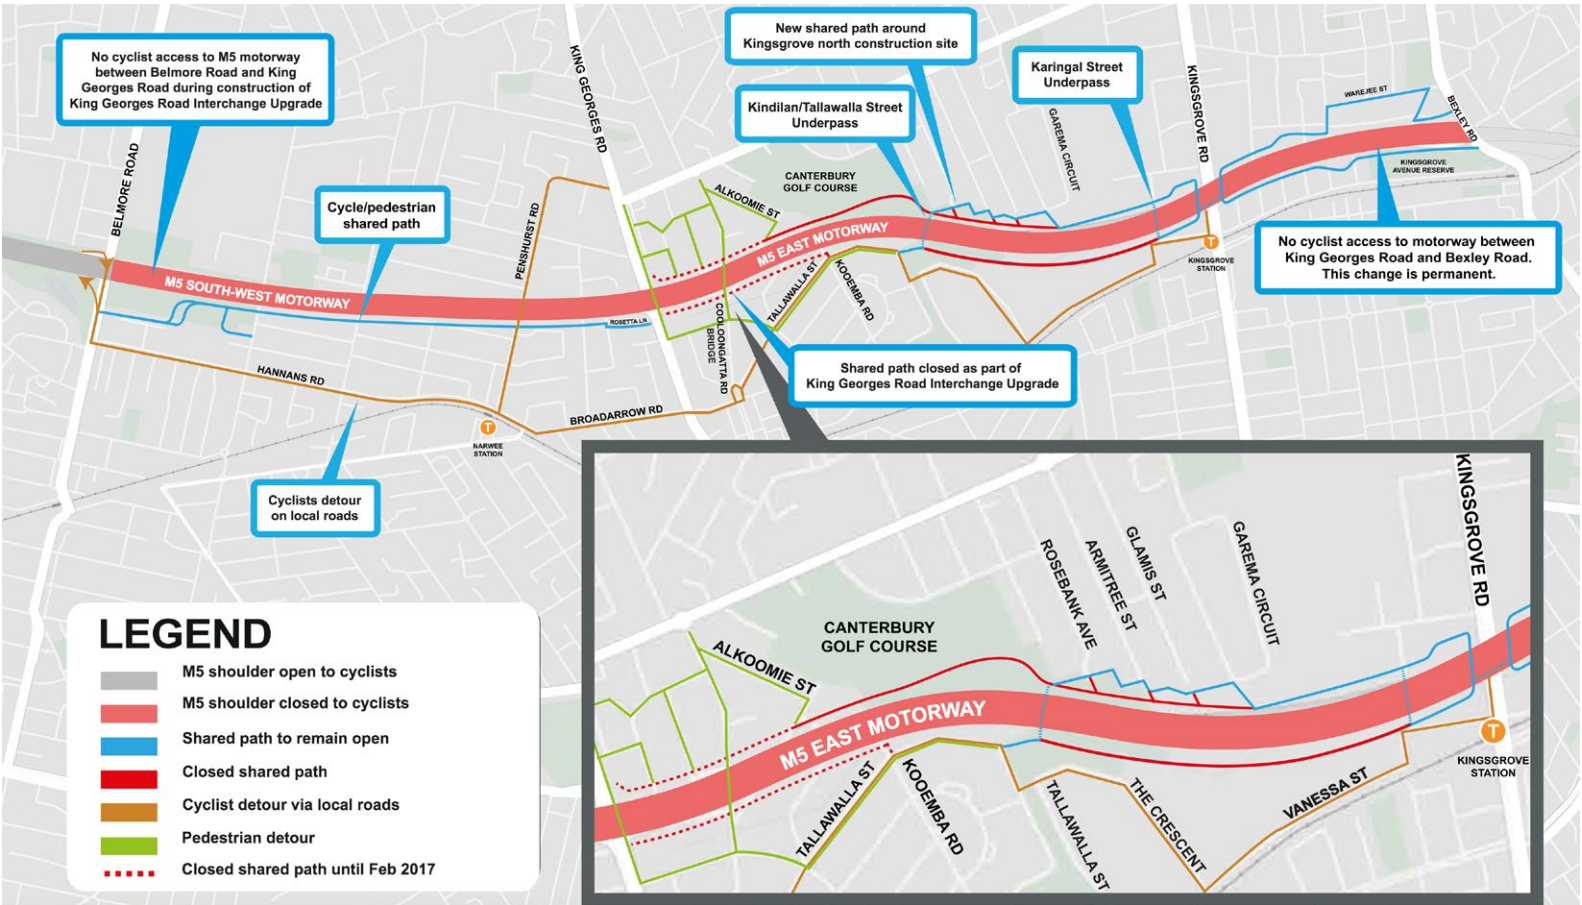 No cyclist access to M5 motorway
between Belmore Road and King
Georges Road during construction of
King Georges Road Interchange Upgrade
New shared path around
Kingsgrove north construction site
Kindilan/Tallawalla Street
Underpass
Karingal Street
Underpass
KING GEORGES RD
KINGSGROVE RD
WAREJEE ST
BEXLEY RD
GAREMA CIRCUIT
KINGSGROVE
AVENUE RESERVE
BELMORE ROAD
Cycle/pedestrian
shared path
PENSHURST RD
CANTERBURY
GOLF COURSE
ALKOOMIE ST
M5 EAST MOTORWAY
M5 SOUTH-WEST MOTORWAY
ROSETTA LN
TALLAWALLA ST
KOOEMBA RD
COOLOONGATTA RD
BRIDGE
T
KINGSGROVE
STATION
No cyclist access to motorway between
King Georges Road and Bexley Road.
This change is permanent.
Shared path closed as part of
King Georges Road Interchange Upgrade
HANNANS RD
BROADARROW RD
T
NARWEE
STATION
Cyclists detour
on local roads
LEGEND
M5 shoulder open to cyclists
M5 shoulder closed to cyclists
Shared path to remain open
Closed shared path
Cyclist detour via local roads
Pedestrian detour
Closed shared path until Feb 2017
KINGSGROVE RD
ROSEBANK AVE
ARMITREE ST
GLAMIS ST
GAREMA CIRCUIT
CANTERBURY
GOLF COURSE
ALKOOMIE ST
M5 EAST MOTORWAY
TALLAWALLA ST
KOOEMBA RD
TALLAWALLA ST
THE CRESCENT
VANESSA ST
T
KINGSGROVE
STATION